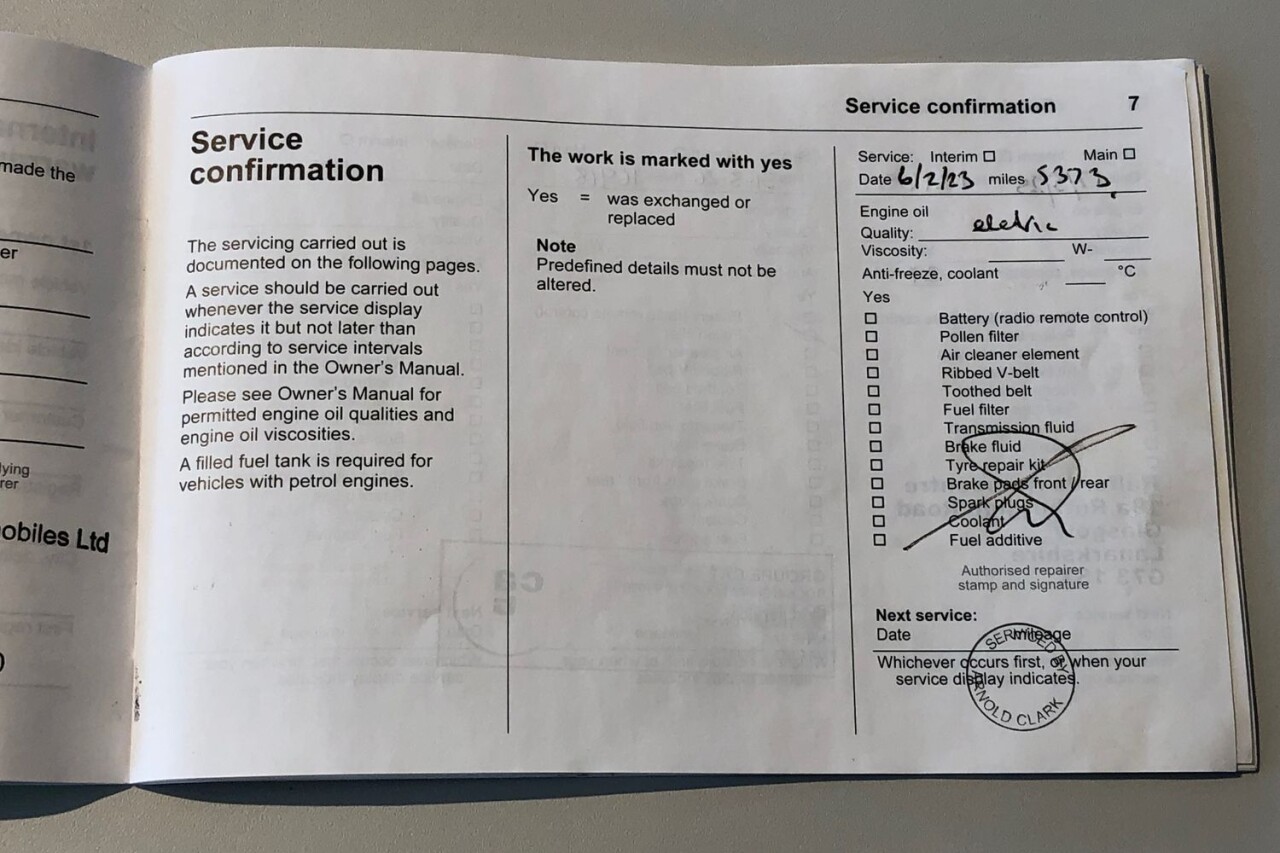 made the
er
lying
rer
obiles Ltd
Service confirmation 7
Service
confirmation
The servicing carried out is
documented on the following pages.
A service should be carried out
whenever the service display
indicates it but not later than
according to service intervals
mentioned in the Owner's Manual.
Please see Owner's Manual for
permitted engine oil qualities and
engine oil viscosities.
A filled fuel tank is required for
vehicles with petrol engines.
The work is marked with yes
Yes = was exchanged or
replaced
Note
Predefined details must not be
altered.
Service: Interim ☐ Main ☐
Date 6/2/23 miles 5373
Engine oil
Quality: eletric
Viscosity: W-
Anti-freeze, coolant °C
Yes
☐ Battery (radio remote control)
☐ Pollen filter
☐ Air cleaner element
☐ Ribbed V-belt
☐ Toothed belt
☐ Fuel filter
☐ Transmission fluid
☐ Brake fluid
☐ Tyre repair kit
☐ Brake pads front / rear
☐ Spark plugs
☐ Coolant
☐ Fuel additive
Authorised repairer
stamp and signature
Next service:
Date mileage
Whichever occurs first, or when your
service display indicates.
SERVICED BY
ARNOLD CLARK